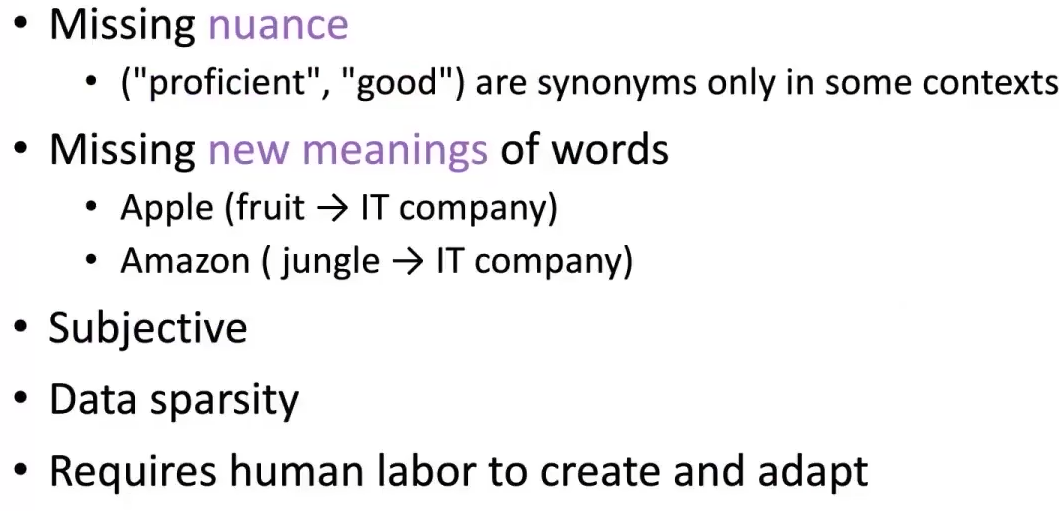 • Missing nuance
• ("proficient", "good") are synonyms only in some contexts
• Missing new meanings of words
• Apple (fruit → IT company)
• Amazon ( jungle → IT company)
• Subjective
• Data sparsity
• Requires human labor to create and adapt